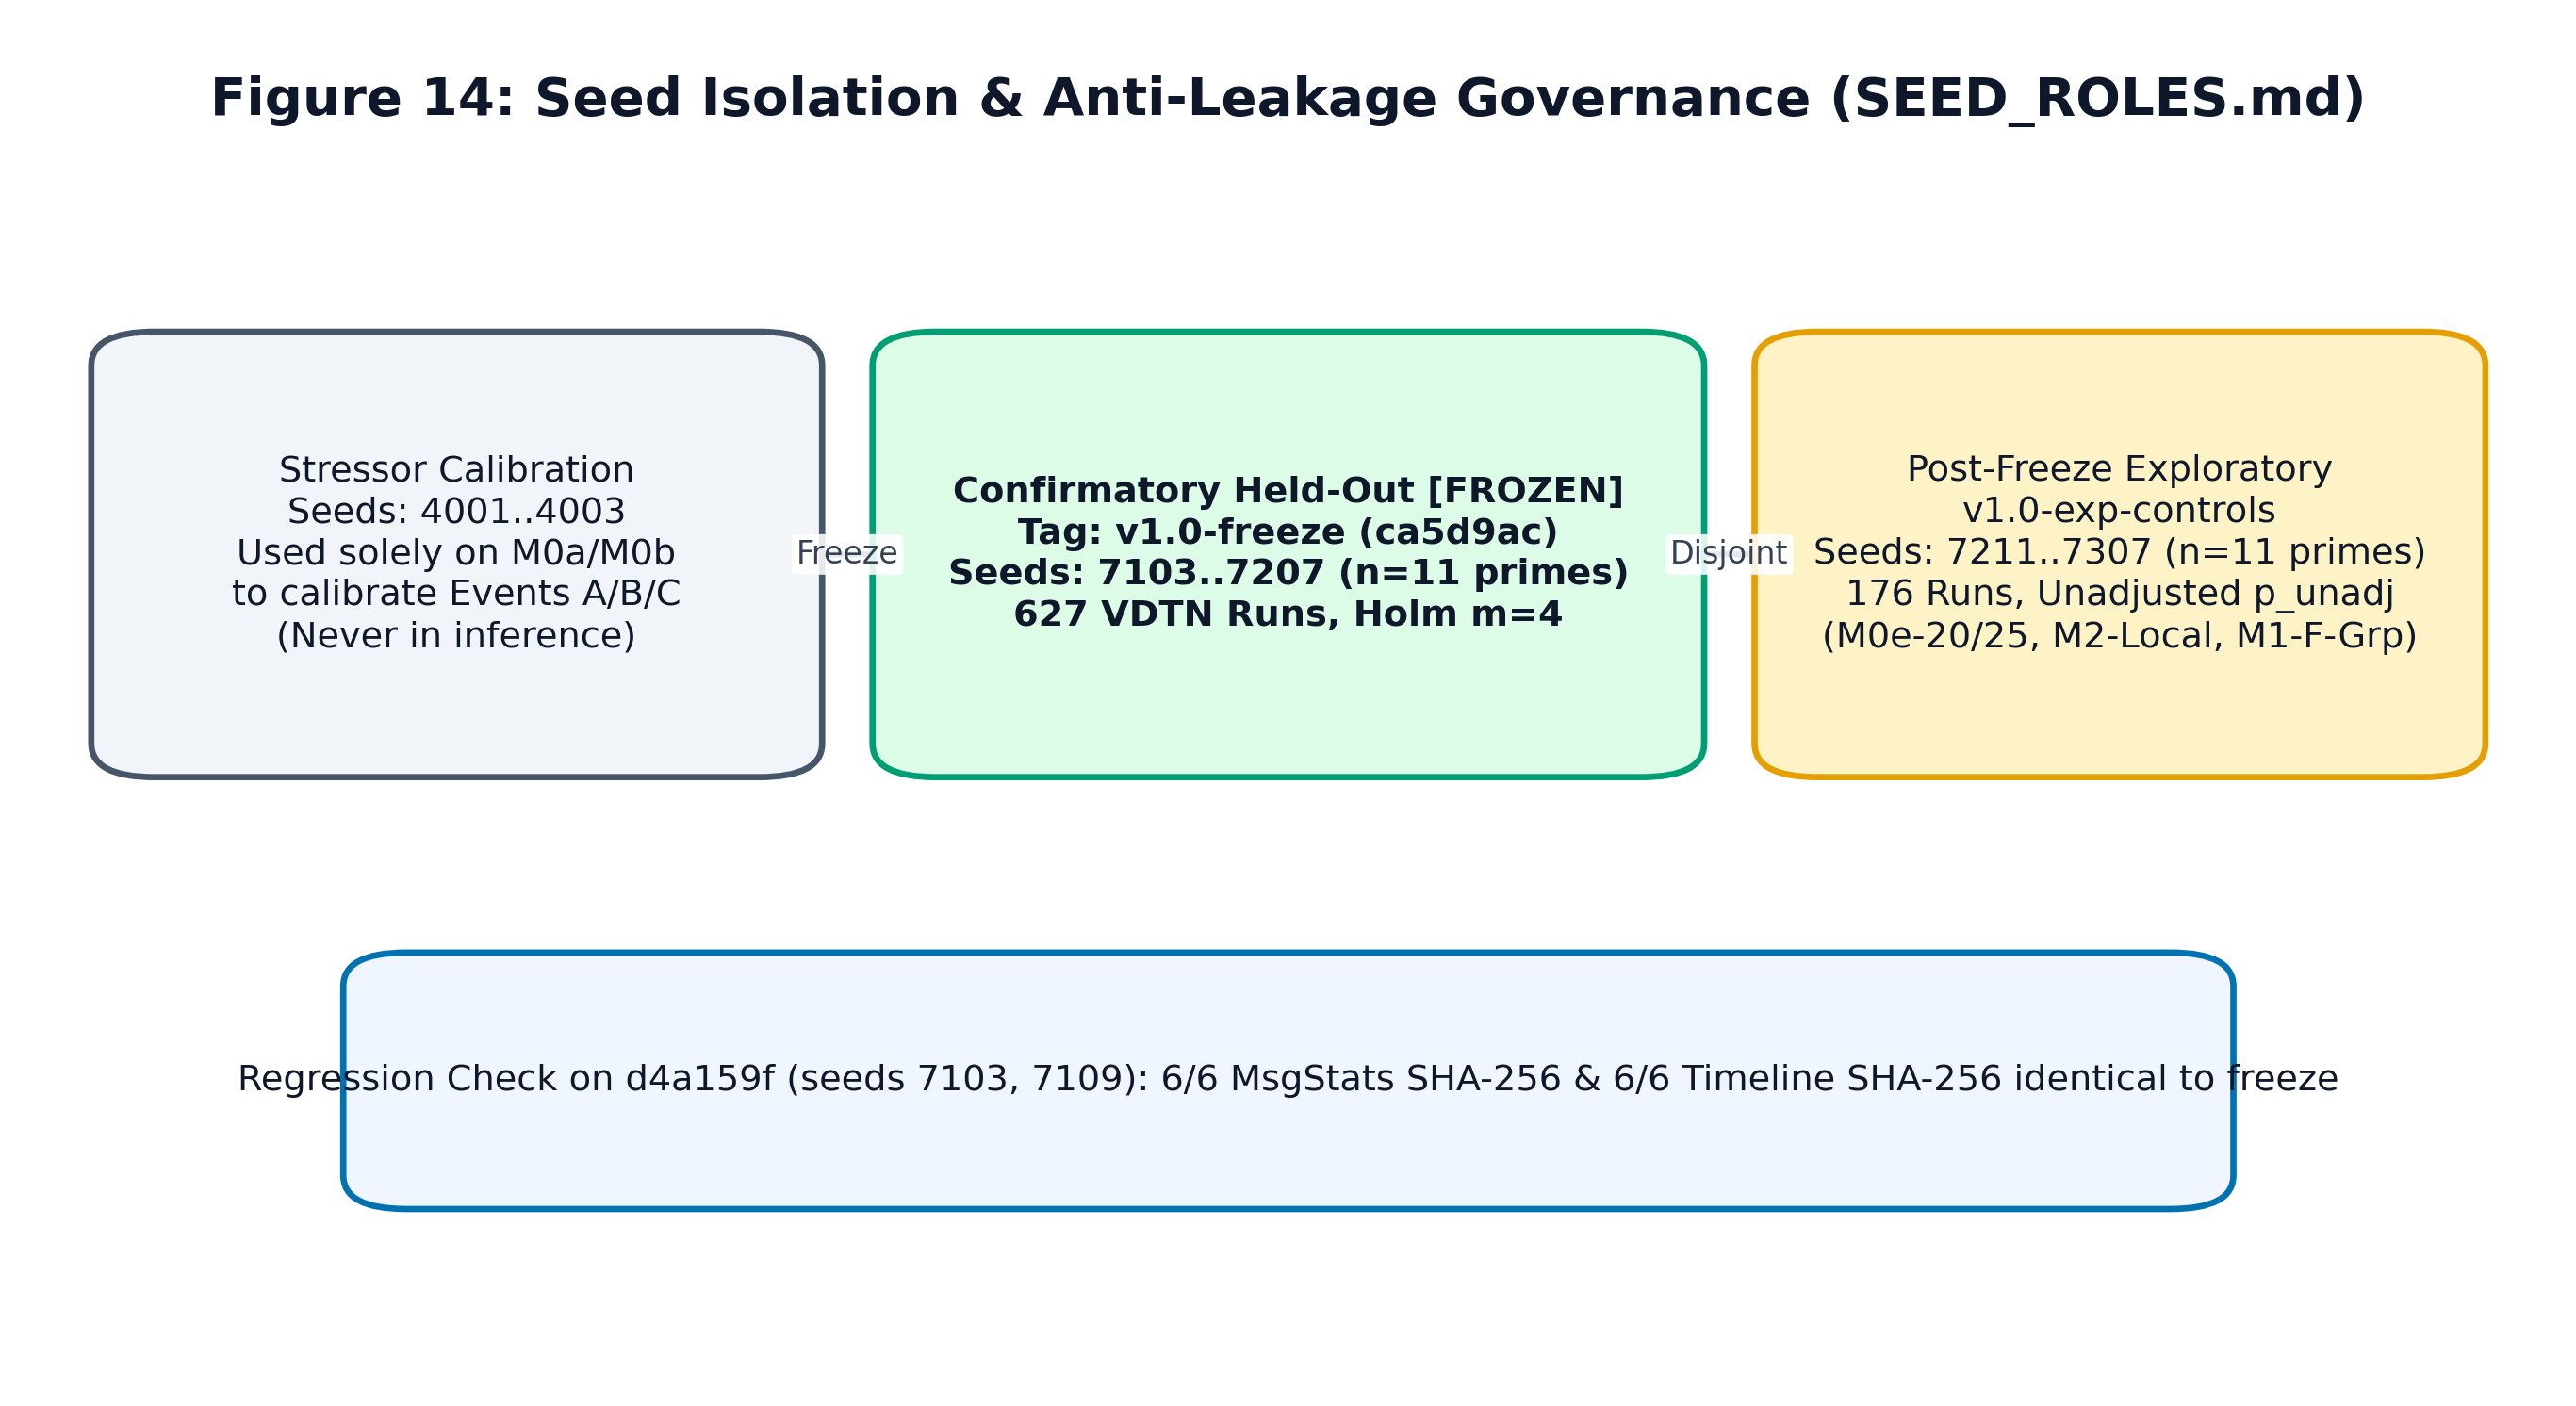 Figure 14: Seed Isolation & Anti-Leakage Governance (SEED_ROLES.md)
Stressor Calibration
Seeds: 4001..4003
Used solely on M0a/M0b
to calibrate Events A/B/C
(Never in inference)
Freeze
Confirmatory Held-Out [FROZEN]
Tag: v1.0-freeze (ca5d9ac)
Seeds: 7103..7207 (n=11 primes)
627 VDTN Runs, Holm m=4
Disjoint
Post-Freeze Exploratory
v1.0-exp-controls
Seeds: 7211..7307 (n=11 primes)
176 Runs, Unadjusted p_unadj
(M0e-20/25, M2-Local, M1-F-Grp)
Regression Check on d4a159f (seeds 7103, 7109): 6/6 MsgStats SHA-256 & 6/6 Timeline SHA-256 identical to freeze